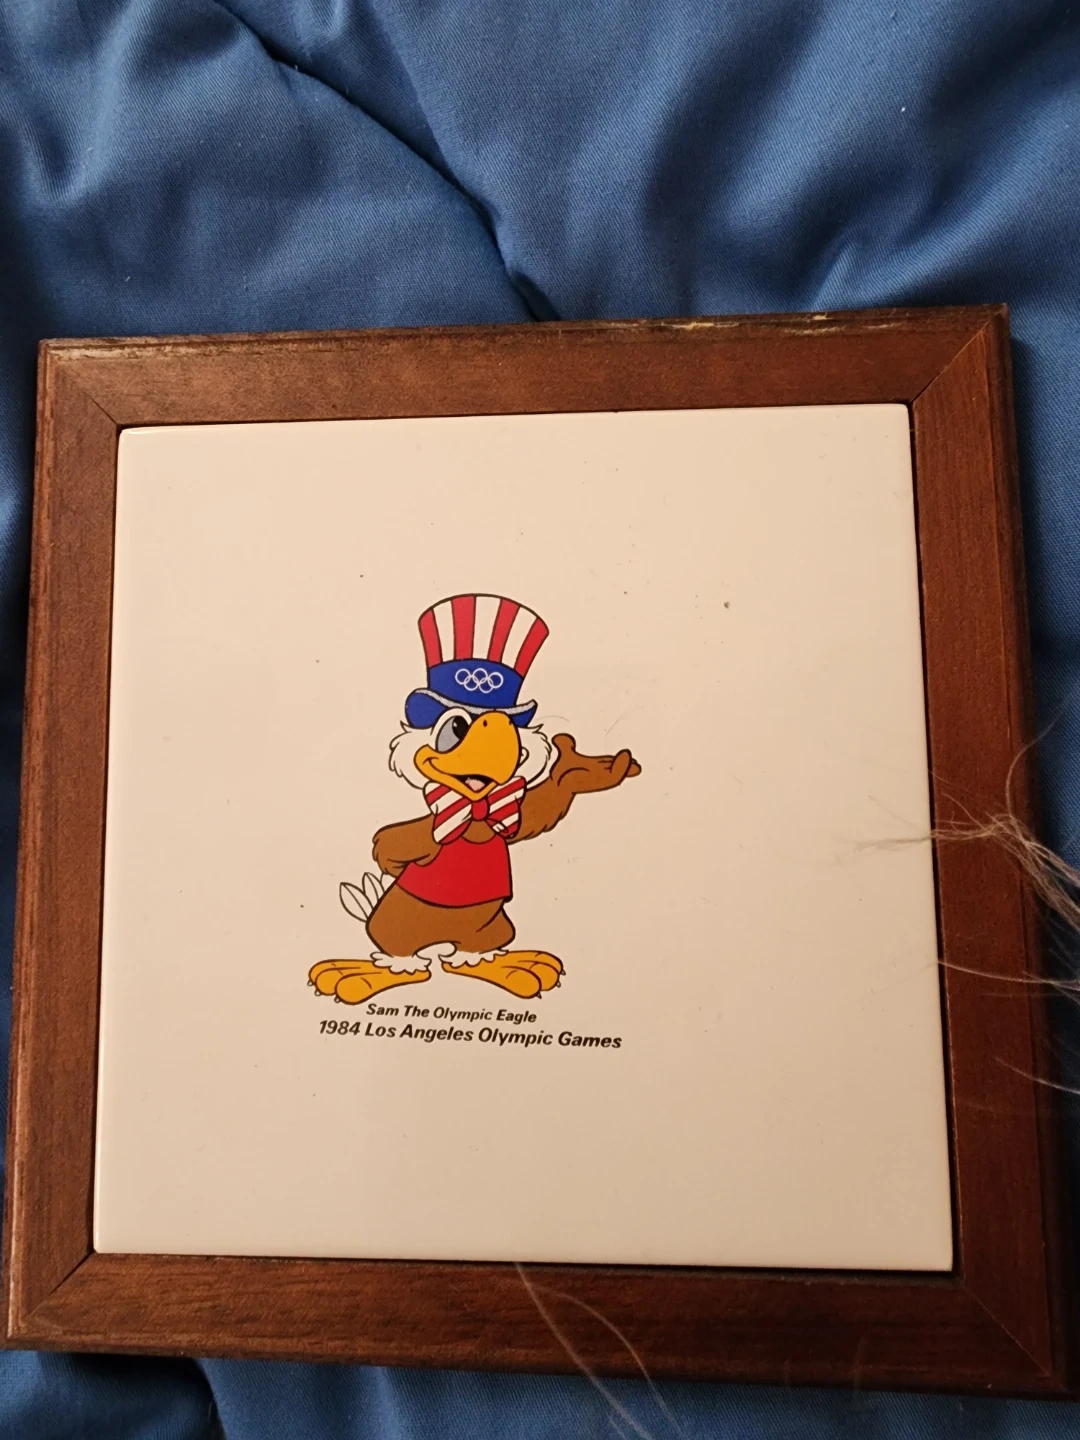 Sam The Olympic Eagle
1984 Los Angeles Olympic Games